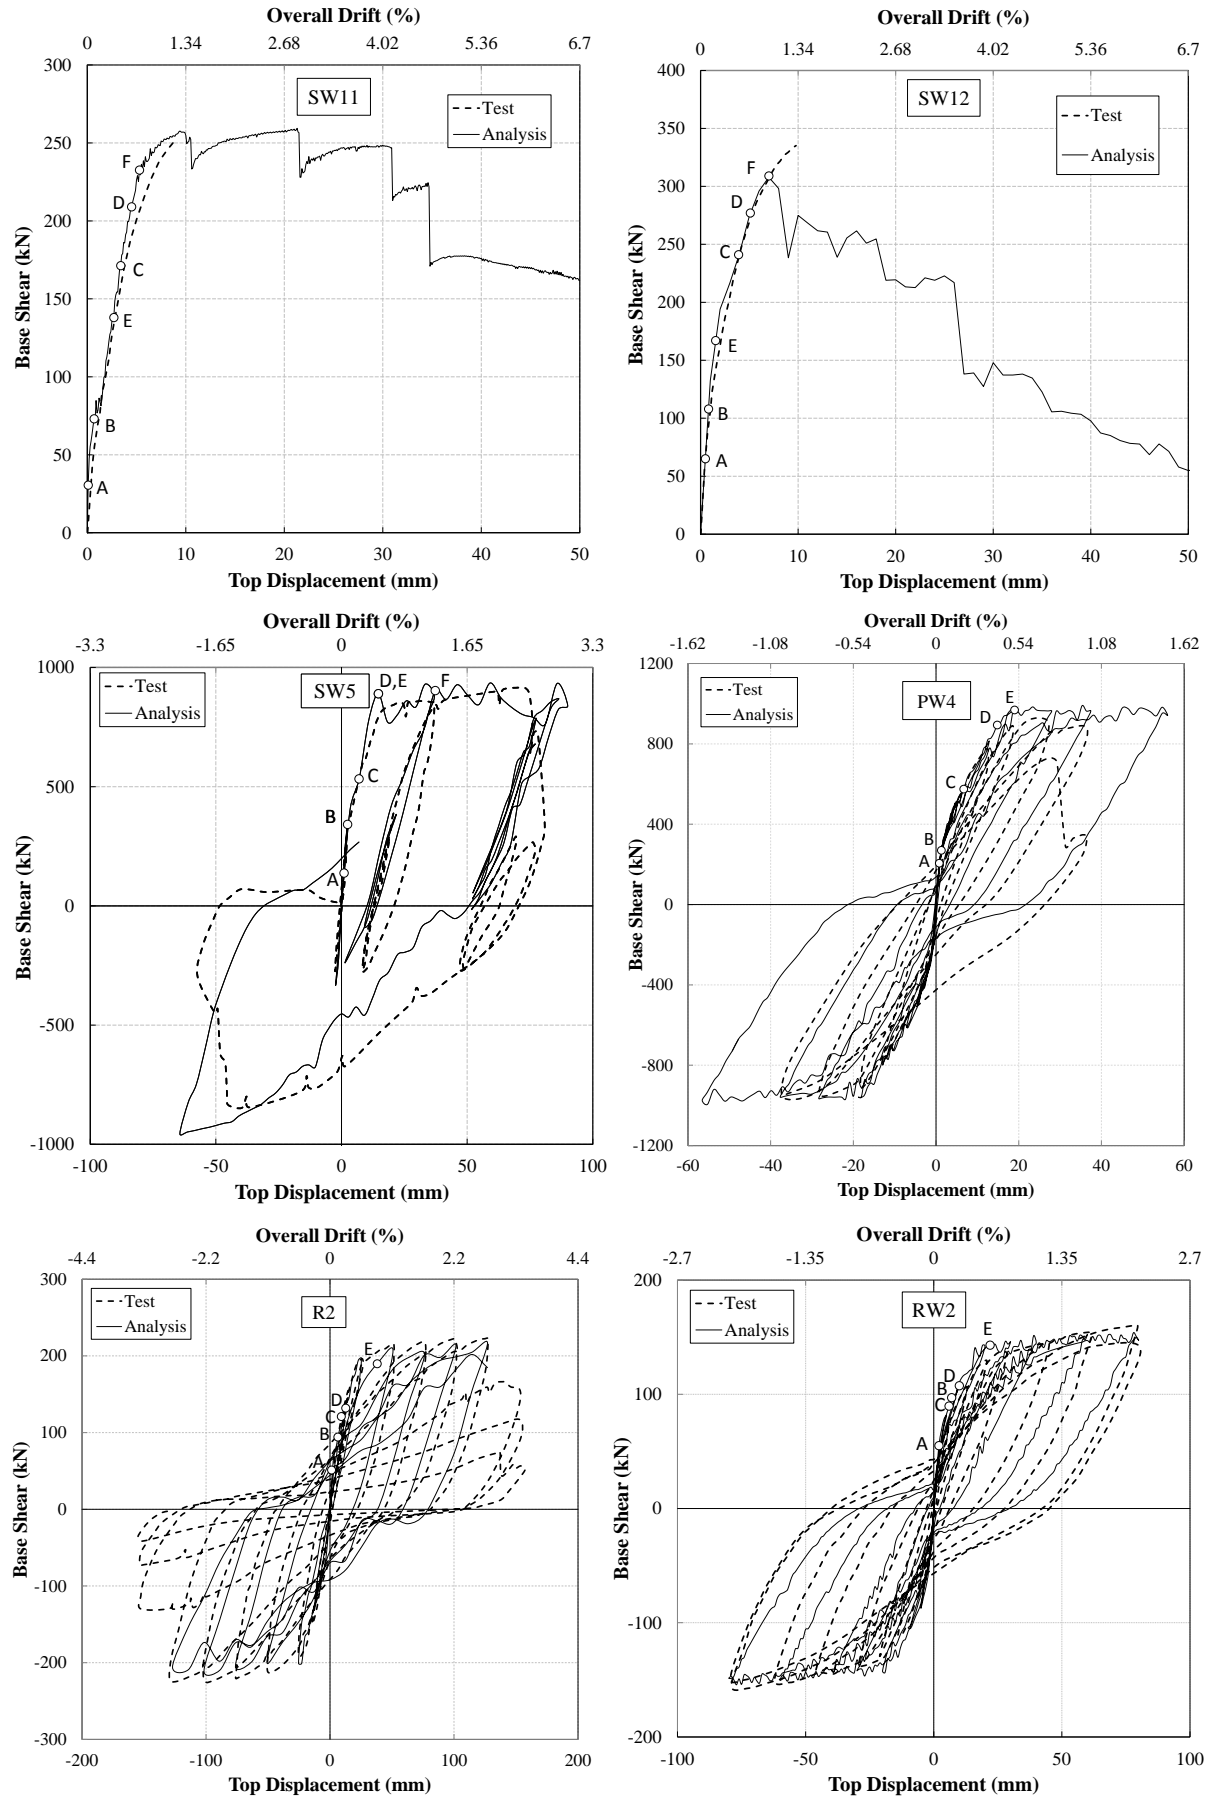 Overall Drift (%)
0 1.34 2.68 4.02 5.36 6.7
300
250
200
150
100
50
0
Base Shear (kN)
SW11
Test
Analysis
F
D
C
E
B
A
0 10 20 30 40 50
Top Displacement (mm)
Overall Drift (%)
0 1.34 2.68 4.02 5.36 6.7
400
350
300
250
200
150
100
50
0
Base Shear (kN)
SW12
Test
Analysis
F
D
C
E
B
A
0 10 20 30 40 50
Top Displacement (mm)
Overall Drift (%)
-3.3 -1.65 0 1.65 3.3
1000
500
0
-500
-1000
Base Shear (kN)
Test
Analysis
SW5
D,E
F
C
B
A
-100 -50 0 50 100
Top Displacement (mm)
Overall Drift (%)
-1.62 -1.08 -0.54 0 0.54 1.08 1.62
1200
800
400
0
-400
-800
-1200
Base Shear (kN)
Test
Analysis
PW4
E
D
C
B
A
-60 -40 -20 0 20 40 60
Top Displacement (mm)
Overall Drift (%)
-4.4 -2.2 0 2.2 4.4
300
200
100
0
-100
-200
-300
Base Shear (kN)
Test
Analysis
R2
E
D
C
B
A
-200 -100 0 100 200
Top Displacement (mm)
Overall Drift (%)
-2.7 -1.35 0 1.35 2.7
200
100
0
-100
-200
Base Shear (kN)
Test
Analysis
RW2
E
D
B
C
A
-100 -50 0 50 100
Top Displacement (mm)